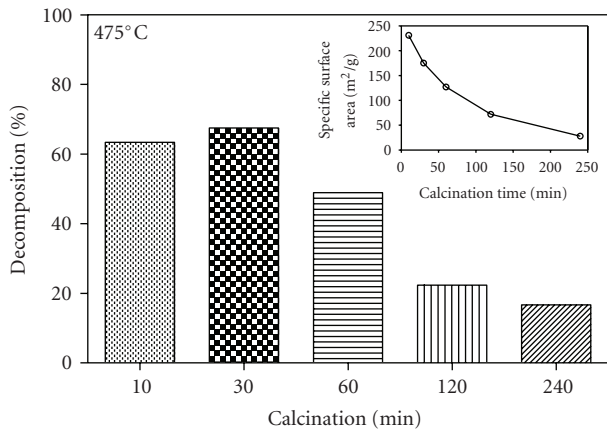 475°C
Decomposition (%)
100
80
60
40
20
0
10 30 60 120 240
Calcination (min)
Specific surface
area (m²/g)
250
200
150
100
50
0
0 50 100 150 200 250
Calcination time (min)